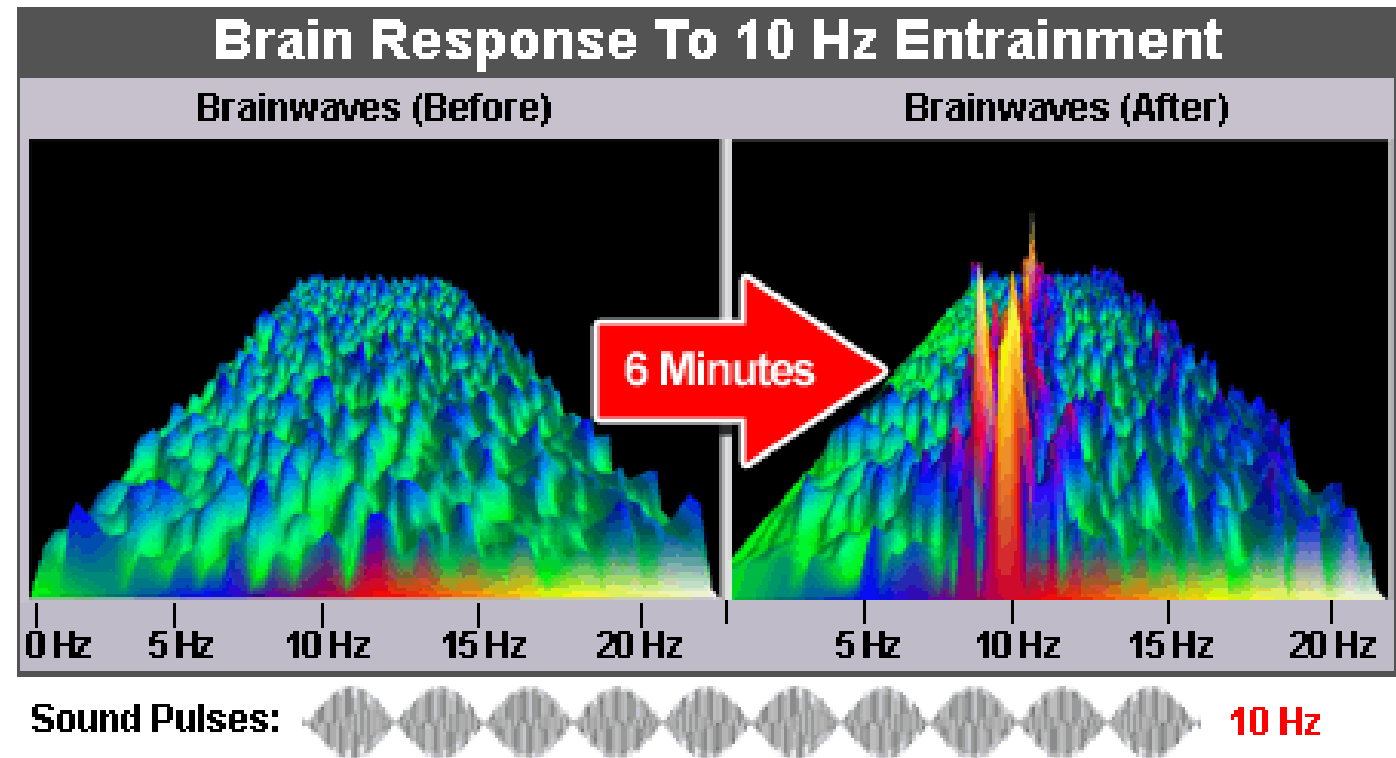 Brain Response To 10 Hz Entrainment
Brainwaves (Before)
Brainwaves (After)
6 Minutes
0 Hz 5 Hz 10 Hz 15 Hz 20 Hz
5 Hz 10 Hz 15 Hz 20 Hz
Sound Pulses: 10 Hz